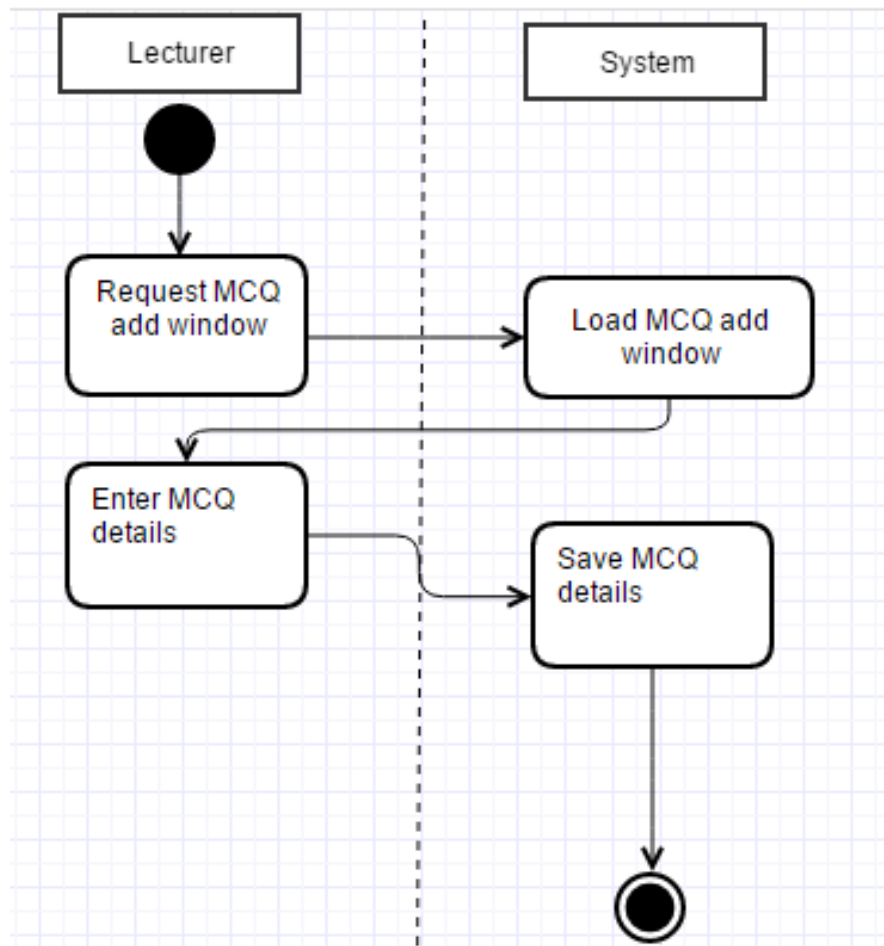 Lecturer
System
Request MCQ
add window
Load MCQ add
window
Enter MCQ
details
Save MCQ
details